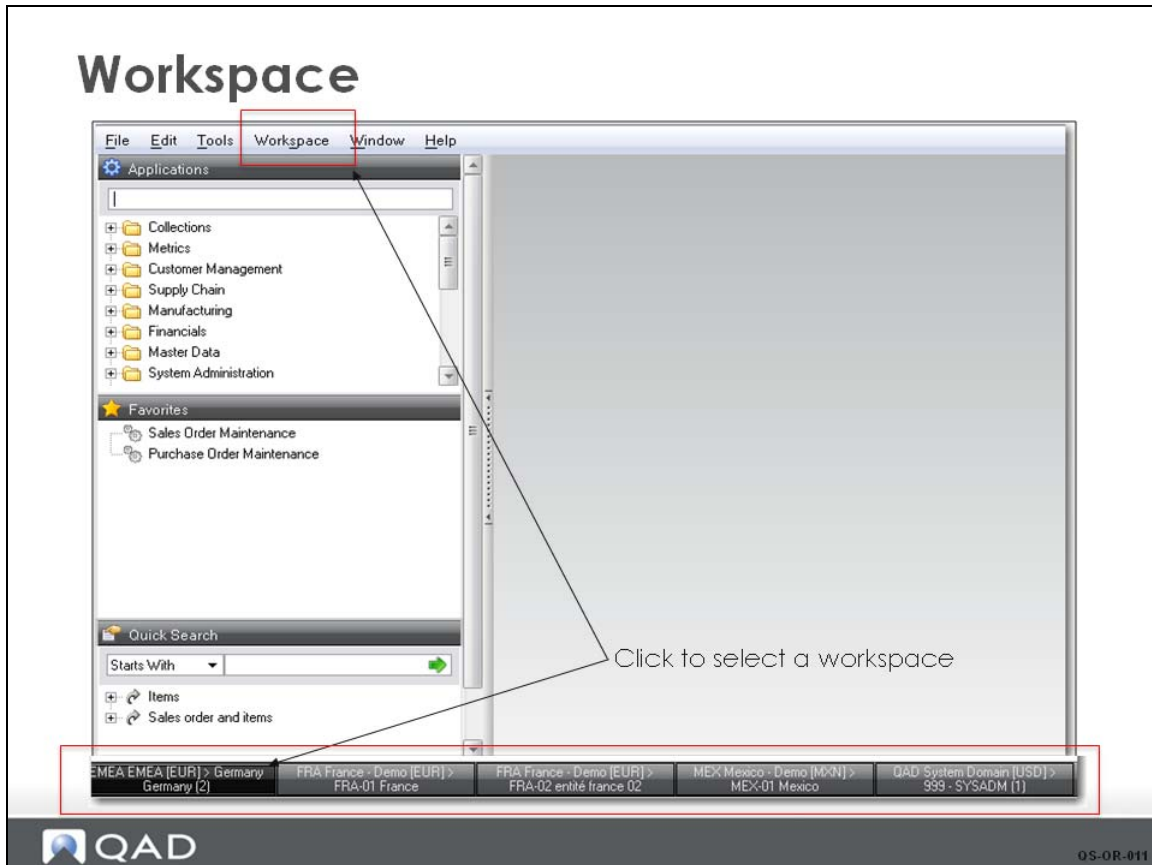 Workspace
File Edit Tools Workspace Window Help
Applications
Collections
Metrics
Customer Management
Supply Chain
Manufacturing
Financials
Master Data
System Administration
Favorites
Sales Order Maintenance
Purchase Order Maintenance
Quick Search
Starts With
Items
Sales order and items
Click to select a workspace
EMEA EMEA [EUR] > Germany
Germany (2)
FRA France - Demo [EUR] >
FRA-01 France
FRA France - Demo [EUR] >
FRA-02 entité france 02
MEX Mexico - Demo [MXN] >
MEX-01 Mexico
QAD System Domain [USD] >
999 - SYSADM (1)
QAD
QS-OR-011